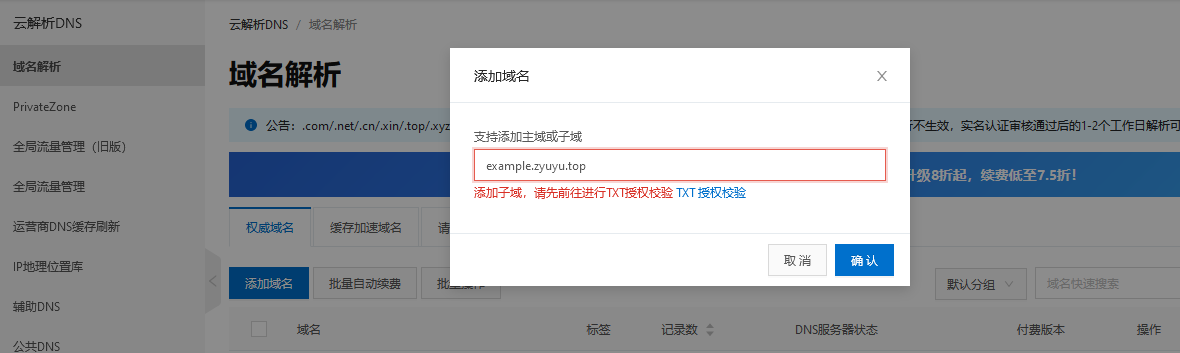 云解析DNS
域名解析
PrivateZone
全局流量管理（旧版）
全局流量管理
运营商DNS缓存刷新
IP地理位置库
辅助DNS
公共DNS
云解析DNS / 域名解析
域名解析
公告：.com/.net/.cn/.xin/.top/.xyz
不生效，实名认证审核通过后的1-2个工作日解析可
升级8折起，续费低至7.5折！
添加域名
支持添加主域或子域
example.zyuyu.top
添加子域，请先前往进行TXT授权校验 TXT 授权校验
取 消
确 认
权威域名
缓存加速域名
添加域名
批量自动续费
默认分组
域名快速搜索
域名
标签
记录数
DNS服务器状态
付费版本
操作